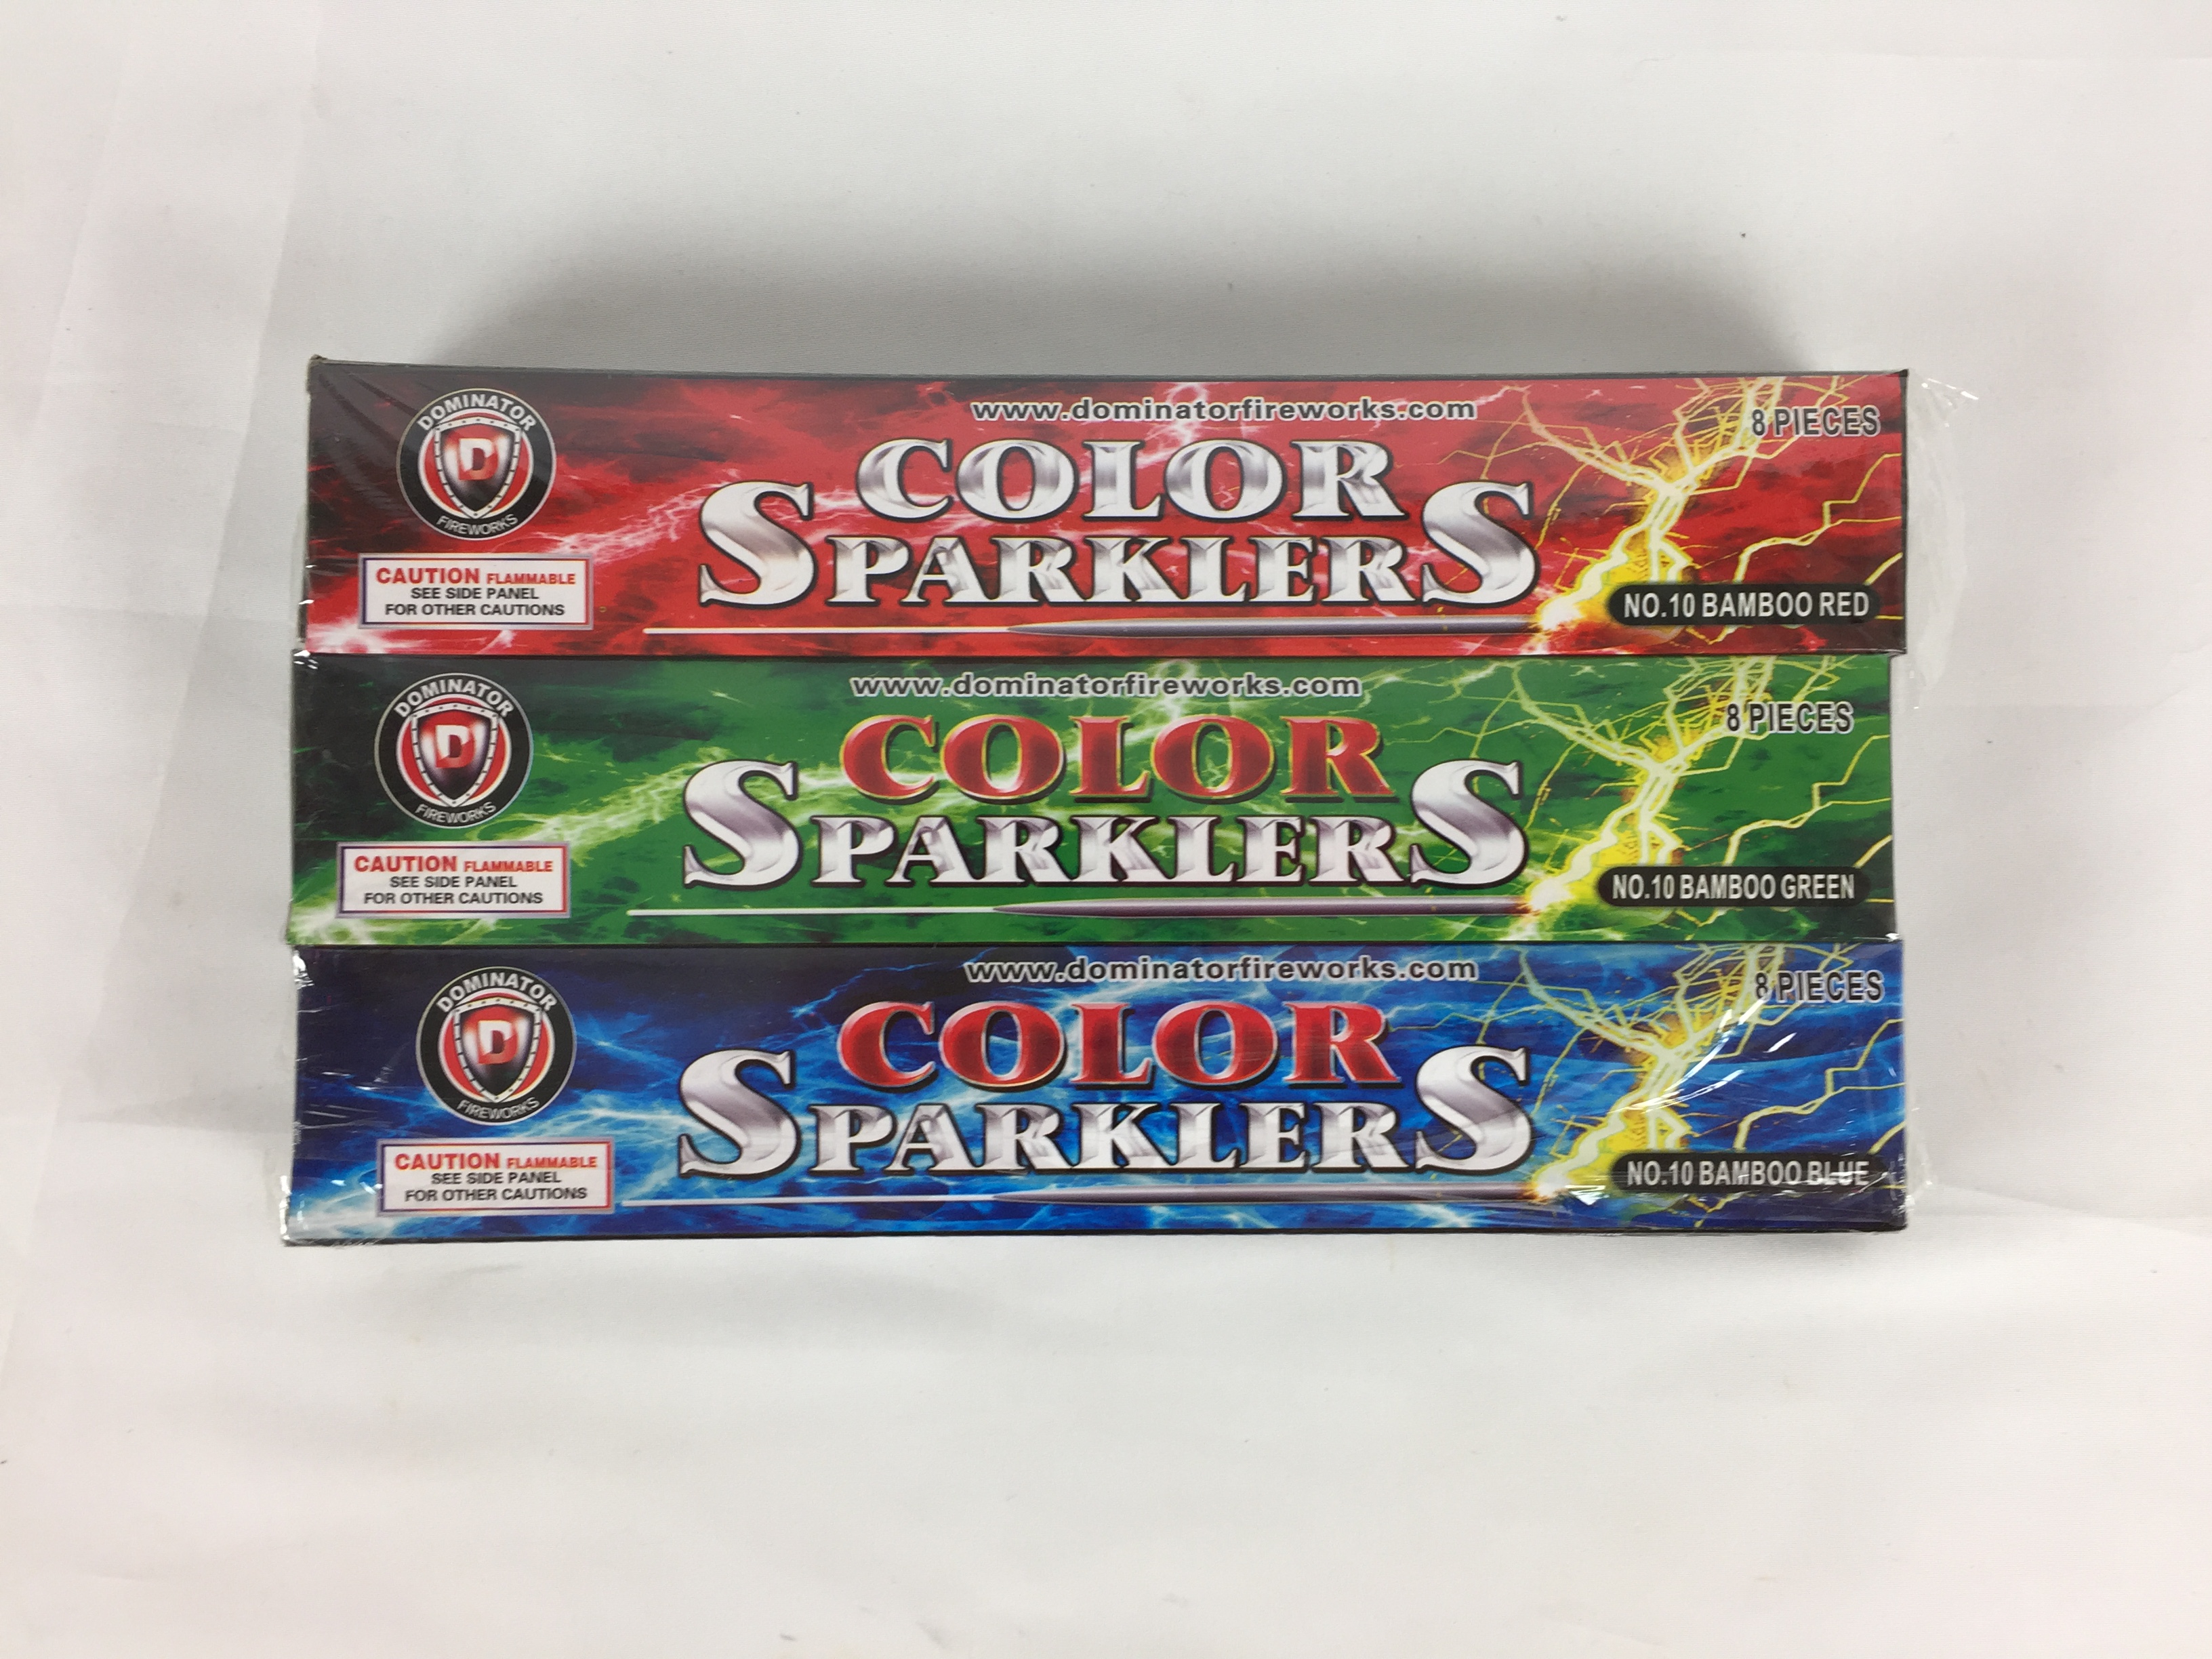 www.dominatorfireworks.com
8 PIECES
DOMINATOR
D
FIREWORKS
COLOR
SPARKLERS
CAUTION FLAMMABLE
SEE SIDE PANEL
FOR OTHER CAUTIONS
NO.10 BAMBOO RED
www.dominatorfireworks.com
8 PIECES
DOMINATOR
D
FIREWORKS
COLOR
SPARKLERS
CAUTION FLAMMABLE
SEE SIDE PANEL
FOR OTHER CAUTIONS
NO.10 BAMBOO GREEN
www.dominatorfireworks.com
8 PIECES
DOMINATOR
D
FIREWORKS
COLOR
SPARKLERS
CAUTION FLAMMABLE
SEE SIDE PANEL
FOR OTHER CAUTIONS
NO.10 BAMBOO BLUE